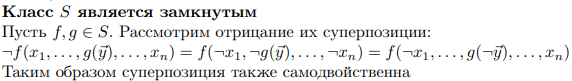 Класс S является замкнутым
Пусть f, g ∈ S. Рассмотрим отрицание их суперпозиции:
¬f(x₁, . . . , g(y⃗), . . . , xₙ) = f(¬x₁, ¬g(y⃗), . . . , ¬xₙ) = f(¬x₁, . . . , g(¬y⃗), . . . , ¬xₙ)
Таким образом суперпозиция также самодвойственна